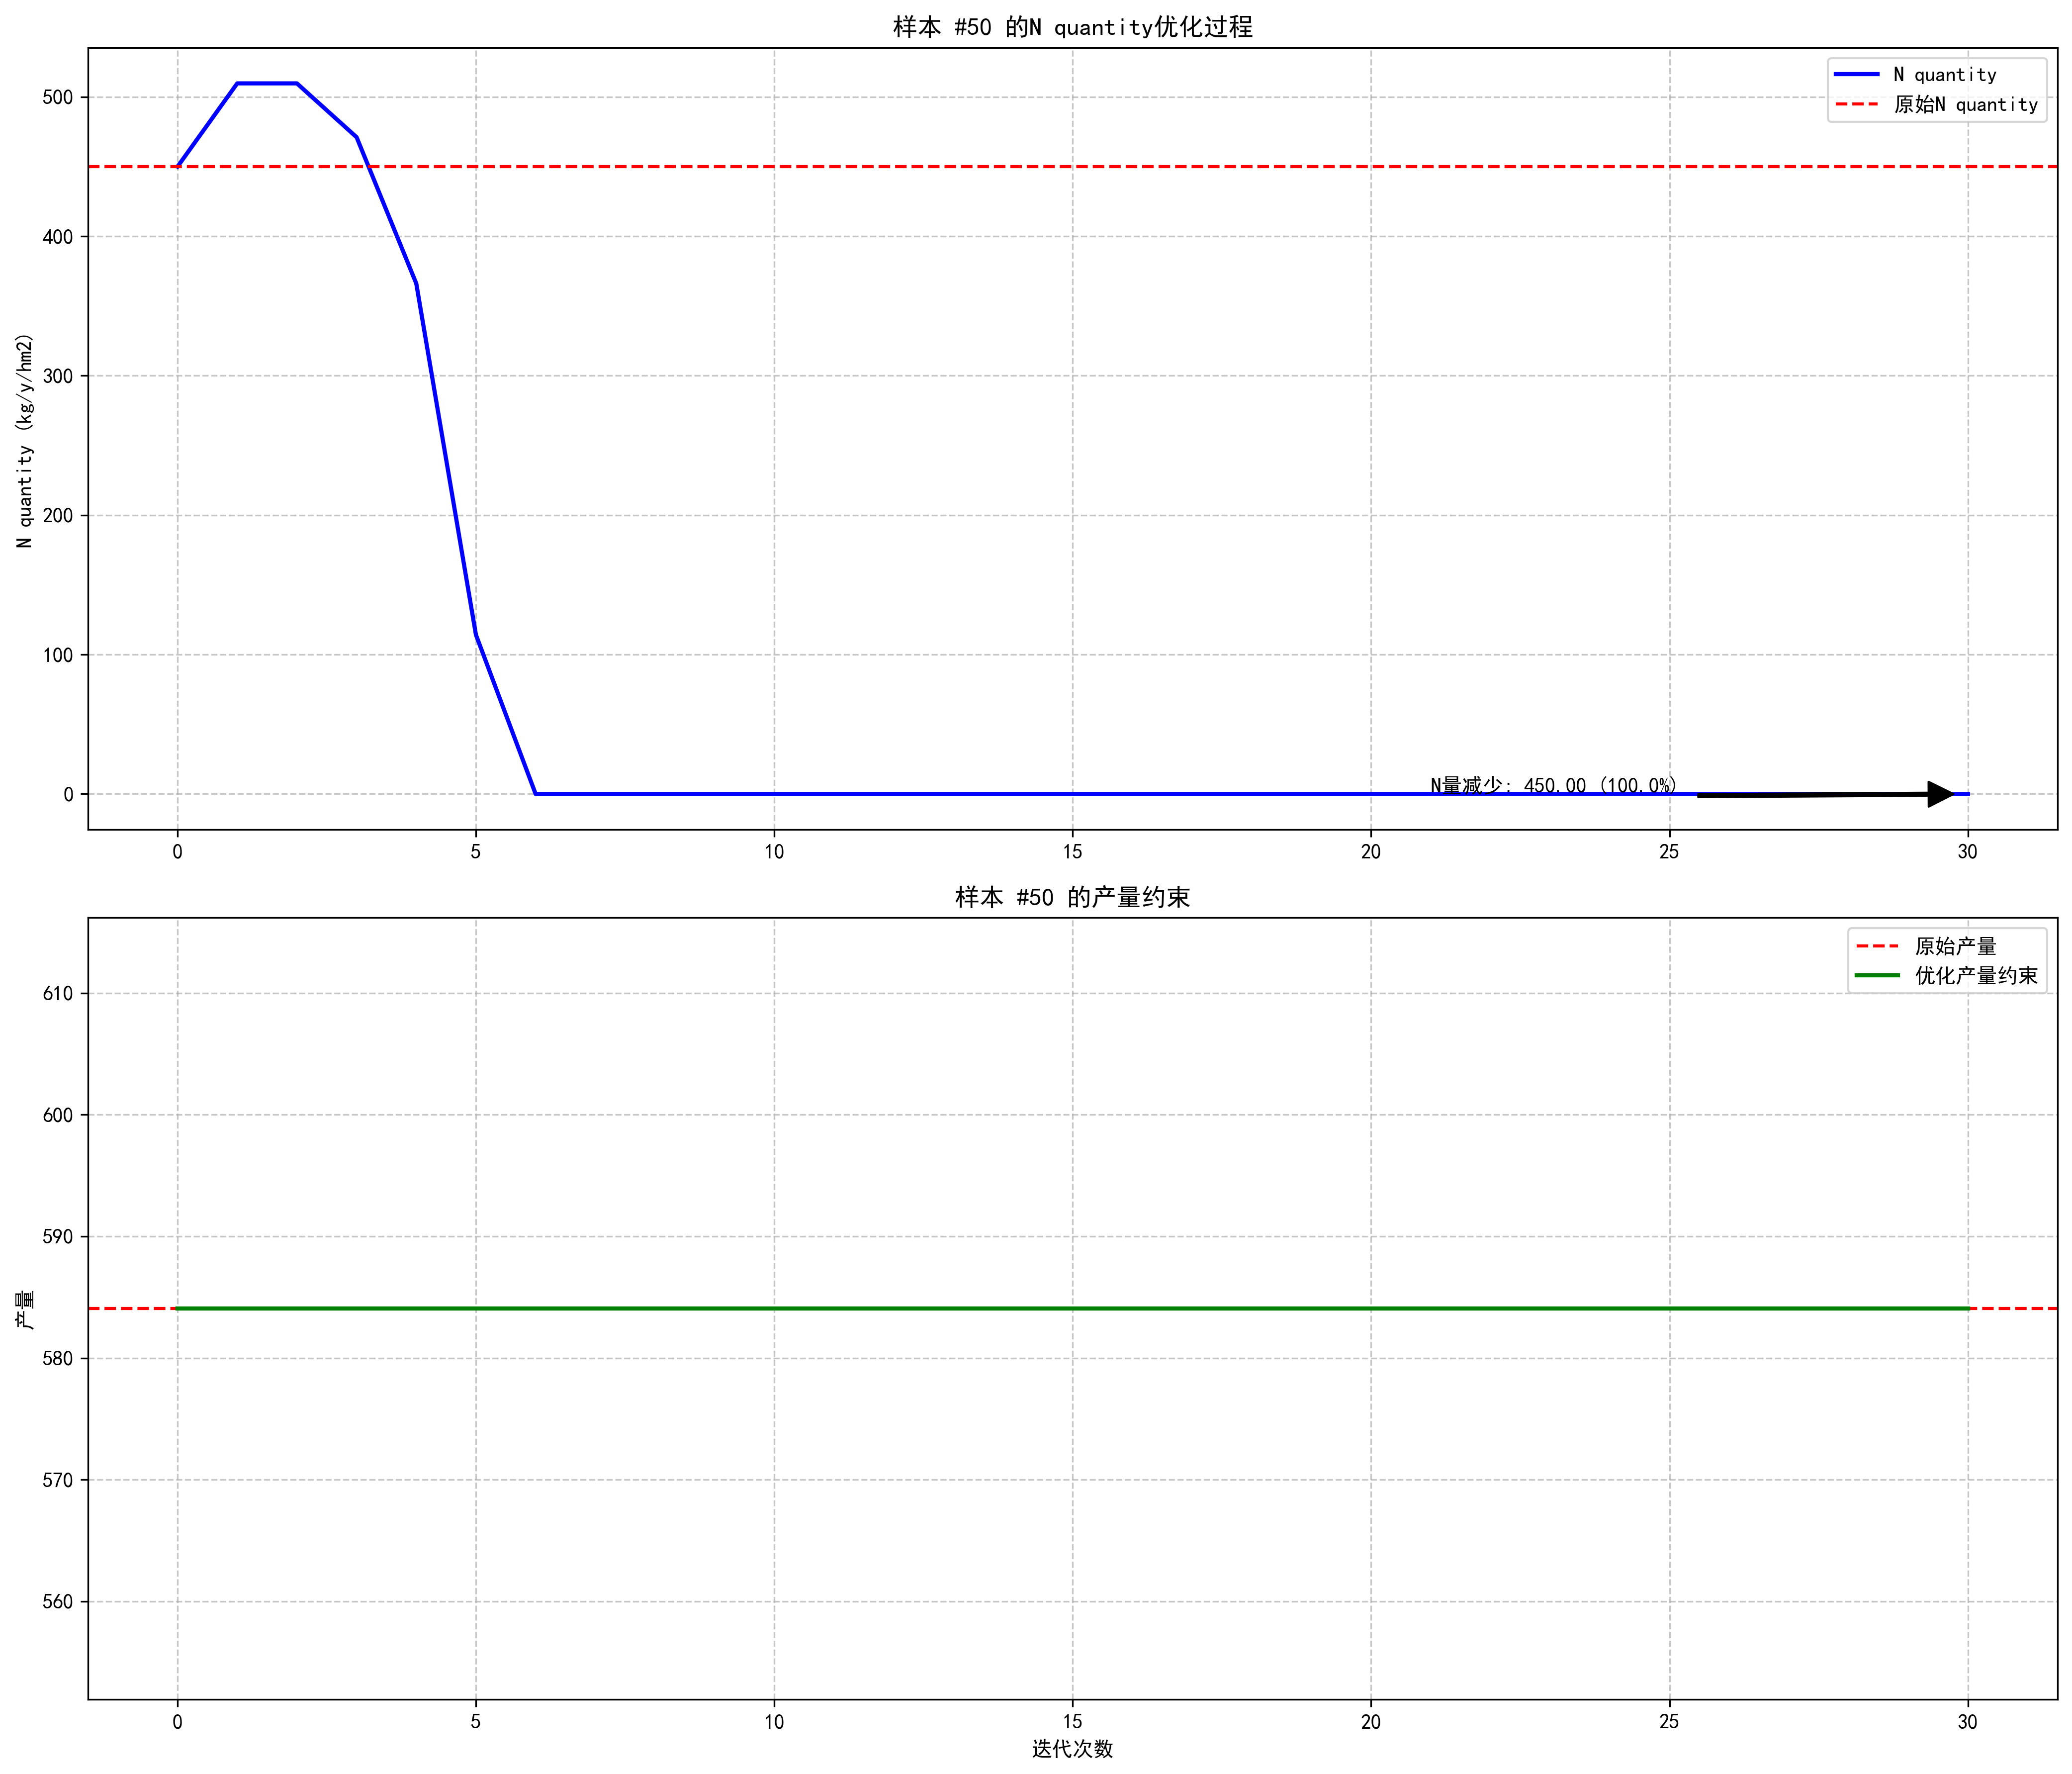 样本 #50 的N quantity优化过程
N quantity
原始N quantity
N quantity (kg/y/hm2)
500
400
300
200
100
0
N量减少: 450.00 (100.0%)
0 5 10 15 20 25 30
样本 #50 的产量约束
原始产量
优化产量约束
产量
610
600
590
580
570
560
0 5 10 15 20 25 30
迭代次数